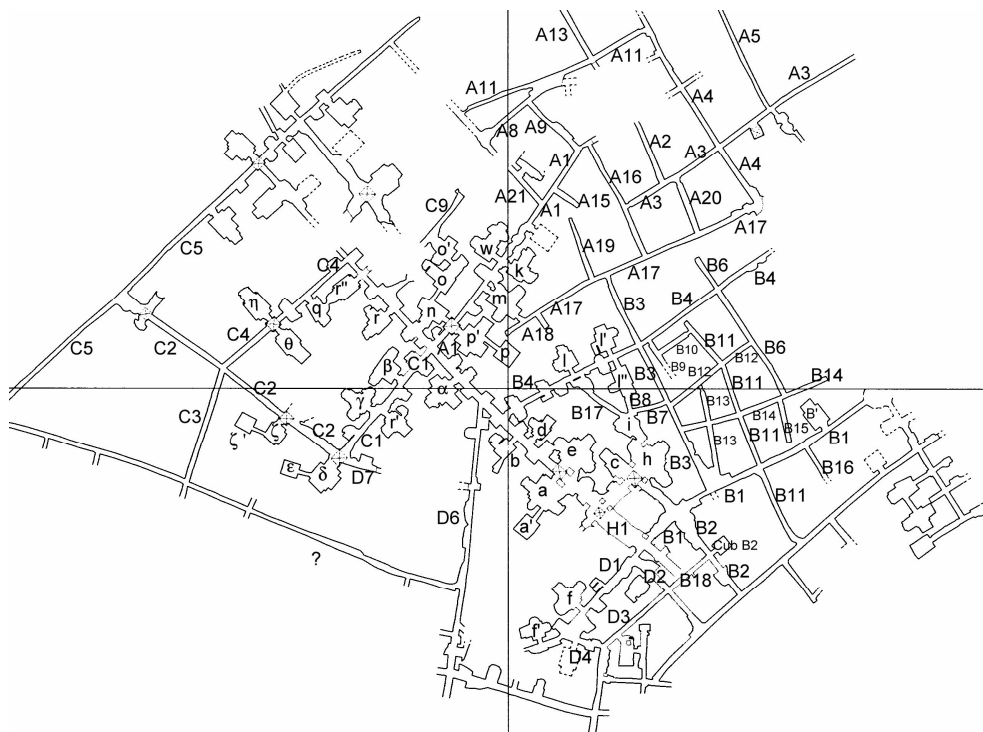 A13
A5
A11
A3
A11
A4
A8
A9
A2
A1
A3
A4
A16
A21
A15
A3
A20
A1
C9
A17
w
A19
o'
C5
k
A17
B6
C4
o
B4
r''
m
η
B3
B4
q
n
A17
r
A18
l'
C4
θ
p'
B11
A1
p
B10
B12
C5
C2
l
C1
B9
B3
B12
B6
β
l''
B11
B14
C2
α
B4
B8
γ
B17
B7
B13
B14
B'
C3
r'
i
B15
ζ'
ζ
C2
C1
d
B13
B11
B1
b
e
c
h
B3
B16
ε
δ
D7
a
B1
B11
D6
a'
H1
B2
B1
Cub B2
?
D1
D2
B18
B2
f
E
D3
f'
D4